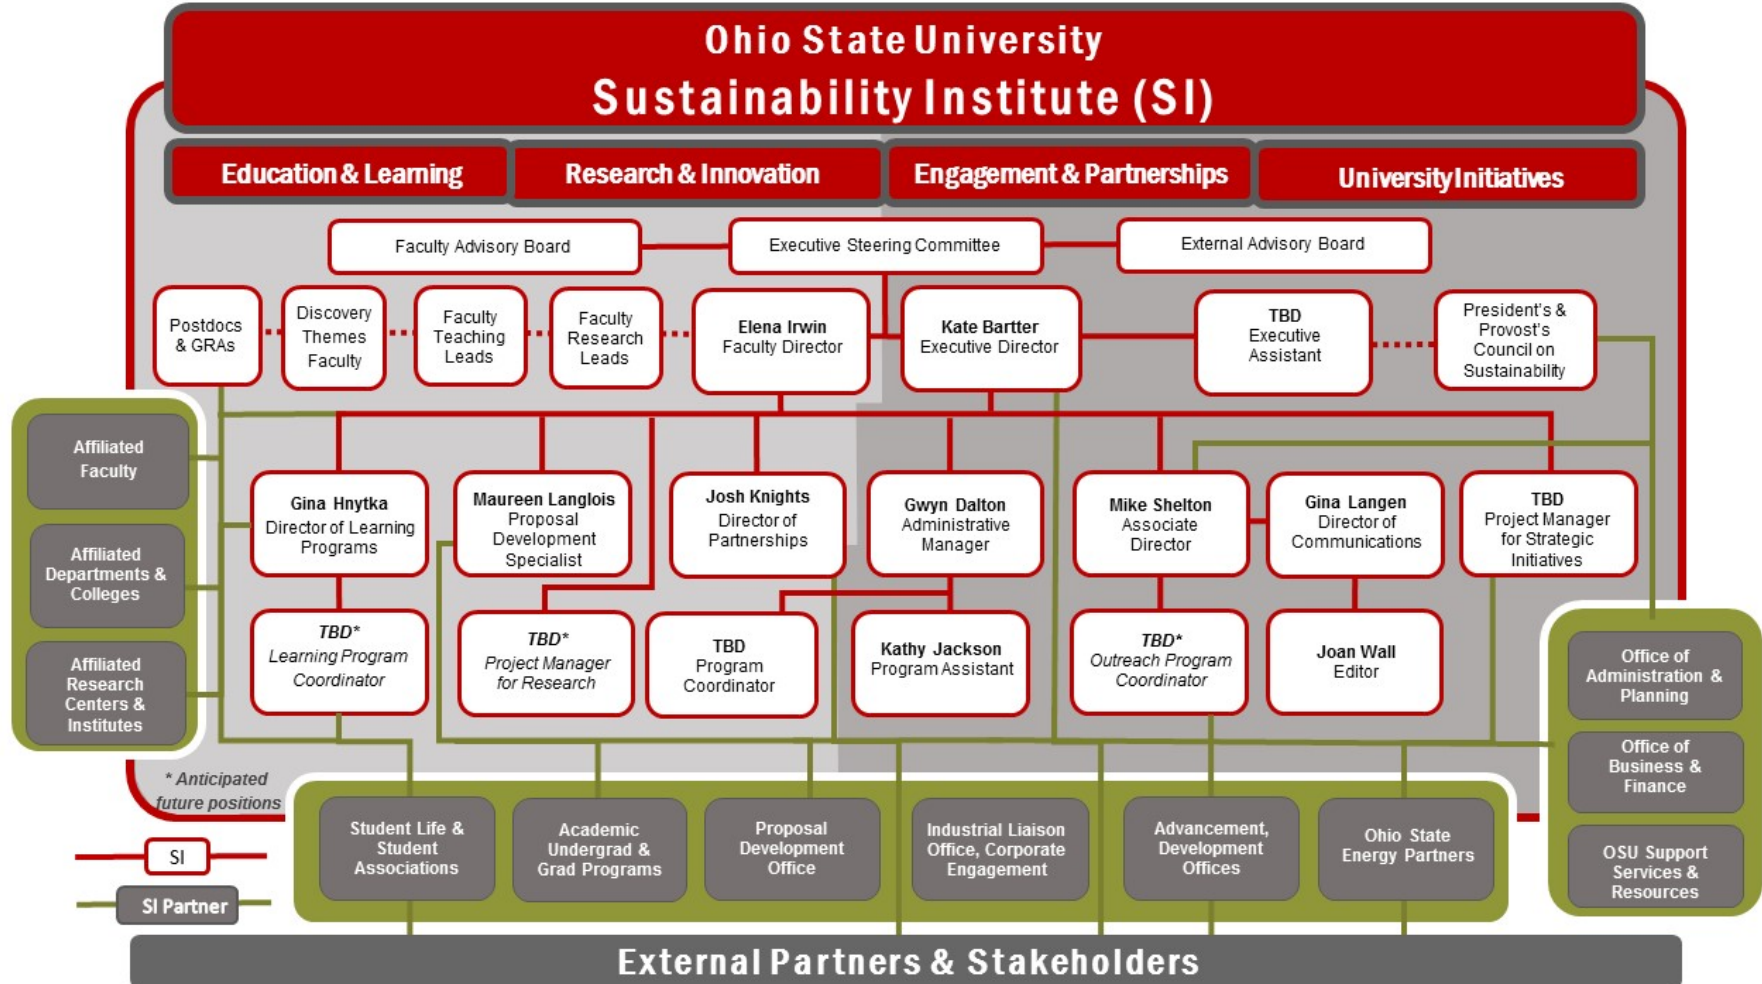 Ohio State University
Sustainability Institute (SI)
Education & Learning
Research & Innovation
Engagement & Partnerships
University Initiatives
Faculty Advisory Board
Executive Steering Committee
External Advisory Board
Postdocs
& GRAs
Discovery
Themes
Faculty
Faculty
Teaching
Leads
Faculty
Research
Leads
Elena Irwin
Faculty Director
Kate Bartter
Executive Director
TBD
Executive
Assistant
President's &
Provost's
Council on
Sustainability
Affiliated
Faculty
Affiliated
Departments &
Colleges
Affiliated
Research
Centers &
Institutes
Gina Hnytka
Director of Learning
Programs
Maureen Langlois
Proposal
Development
Specialist
Josh Knights
Director of
Partnerships
Gwyn Dalton
Administrative
Manager
Mike Shelton
Associate
Director
Gina Langen
Director of
Communications
TBD
Project Manager
for Strategic
Initiatives
TBD*
Learning Program
Coordinator
TBD*
Project Manager
for Research
TBD
Program
Coordinator
Kathy Jackson
Program Assistant
TBD*
Outreach Program
Coordinator
Joan Wall
Editor
Office of
Administration &
Planning
Office of
Business &
Finance
OSU Support
Services &
Resources
* Anticipated
future positions
SI
SI Partner
Student Life &
Student
Associations
Academic
Undergrad &
Grad Programs
Proposal
Development
Office
Industrial Liaison
Office, Corporate
Engagement
Advancement,
Development
Offices
Ohio State
Energy Partners
External Partners & Stakeholders